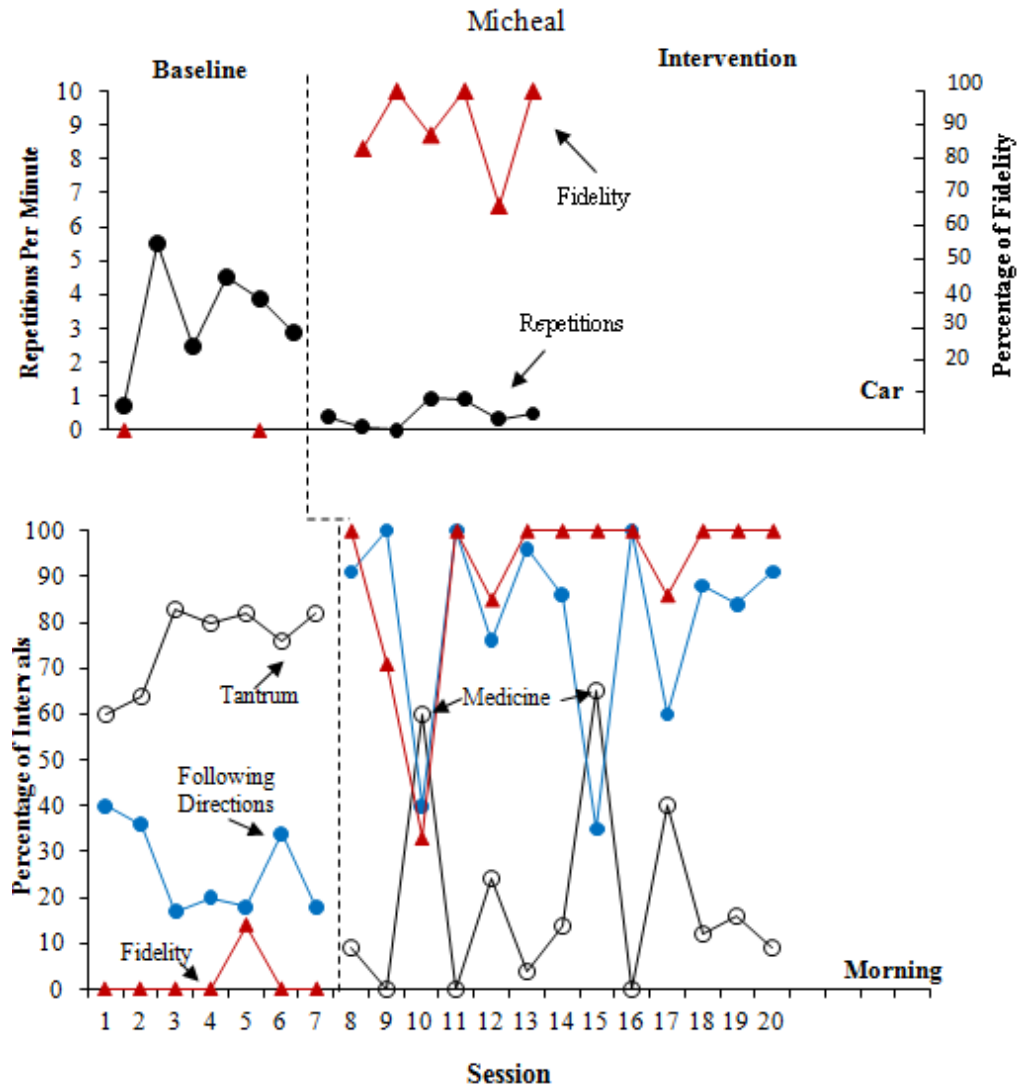 Micheal
Baseline
Intervention
10
9
8
7
6
5
4
3
2
1
0
Repetitions Per Minute
100
90
80
70
60
50
40
30
20
Percentage of Fidelity
Fidelity
Repetitions
Car
100
90
80
70
60
50
40
30
20
10
0
Percentage of Intervals
Tantrum
Following
Directions
Fidelity
Medicine
Morning
1 2 3 4 5 6 7 8 9 10 11 12 13 14 15 16 17 18 19 20
Session